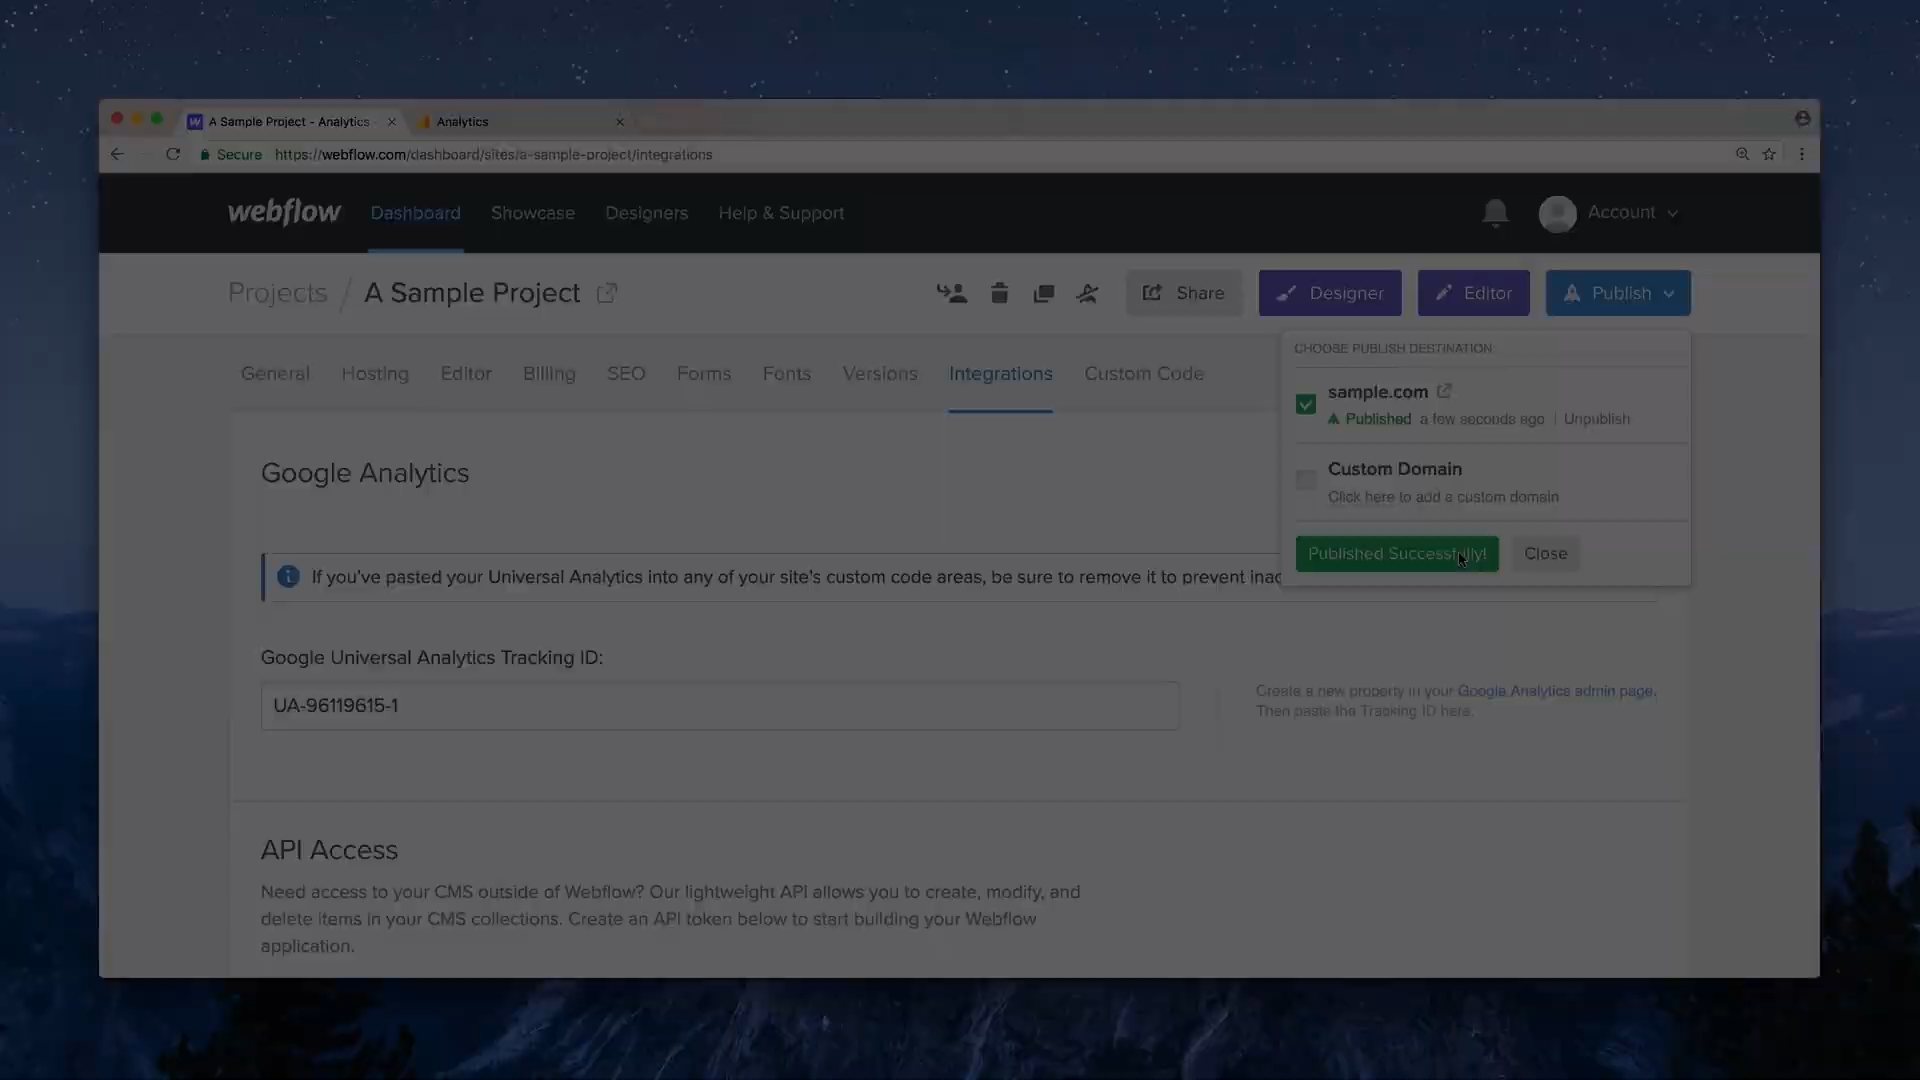 A Sample Project - Analytics
Analytics
Secure https://webflow.com/dashboard/sites/a-sample-project/integrations
webflow Dashboard Showcase Designers Help & Support Account
Projects / A Sample Project Share Designer Editor Publish
General Hosting Editor Billing SEO Forms Fonts Versions Integrations Custom Code
CHOOSE PUBLISH DESTINATION:
sample.com
Published a few seconds ago | Unpublish
Custom Domain
Click here to add a custom domain
Published Successfully! Close
Google Analytics
If you've pasted your Universal Analytics into any of your site's custom code areas, be sure to remove it to prevent inac
Google Universal Analytics Tracking ID:
UA-96119615-1
Create a new property in your Google Analytics admin page.
Then paste the Tracking ID here.
API Access
Need access to your CMS outside of Webflow? Our lightweight API allows you to create, modify, and
delete items in your CMS collections. Create an API token below to start building your Webflow
application.